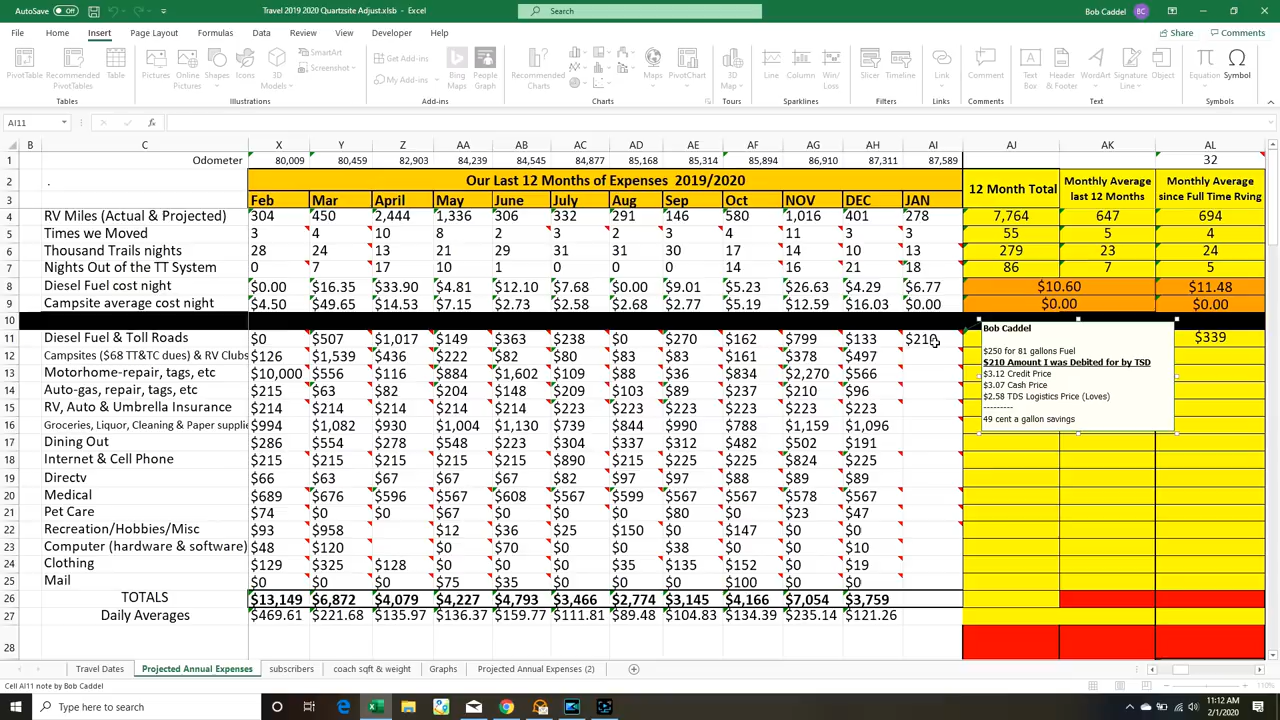 AutoSave Off Travel 2019 2020 Quartsite Adjust.xlsb - Excel Search Bob Caddel BC
File Home Insert Page Layout Formulas Data Review View Developer Help Share Comments
PivotTable Recommended PivotTables Table Pictures Online Pictures Shapes Icons 3D Models SmartArt Screenshot Get Add-ins My Add-ins Bing Maps People Graph Recommended Charts Maps PivotChart 3D Map Line Column Win/Loss Slicer Timeline Link Comment Text Box Header & Footer WordArt Signature Line Object Equation Symbol
Tables Illustrations Add-ins Charts Tours Sparklines Filters Links Comments Text Symbols
AI11 fx
B C X Y Z AA AB AC AD AE AF AG AH AI AJ AK AL
1 Odometer 80,009 80,459 82,903 84,239 84,545 84,877 85,168 85,314 85,894 86,910 87,311 87,589 32
2 . Our Last 12 Months of Expenses 2019/2020 12 Month Total Monthly Average last 12 Months Monthly Average since Full Time Rving
3 Feb Mar April May June July Aug Sep Oct NOV DEC JAN
4 RV Miles (Actual & Projected) 304 450 2,444 1,336 306 332 291 146 580 1,016 401 278 7,764 647 694
5 Times we Moved 3 4 10 8 2 3 2 3 4 11 3 3 55 5 4
6 Thousand Trails nights 28 24 13 21 29 31 31 30 17 14 10 13 279 23 24
7 Nights Out of the TT System 0 7 17 10 1 0 0 0 14 16 21 18 86 7 5
8 Diesel Fuel cost night $0.00 $16.35 $33.90 $4.81 $12.10 $7.68 $0.00 $9.01 $5.23 $26.63 $4.29 $6.77 $10.60 $11.48
9 Campsite average cost night $4.50 $49.65 $14.53 $7.15 $2.73 $2.58 $2.68 $2.77 $5.19 $12.59 $16.03 $0.00 $0.00 $0.00
10
11 Diesel Fuel & Toll Roads $0 $507 $1,017 $149 $363 $238 $0 $270 $162 $799 $133 $210 $339
12 Campsites ($68 TT&TC dues) & RV Clubs $126 $1,539 $436 $222 $82 $80 $83 $83 $161 $378 $497
13 Motorhome-repair, tags, etc $10,000 $556 $116 $884 $1,602 $109 $88 $36 $834 $2,270 $566
14 Auto-gas, repair, tags, etc $215 $63 $82 $204 $148 $209 $103 $89 $237 $210 $96
15 RV, Auto & Umbrella Insurance $214 $214 $214 $214 $214 $223 $223 $223 $223 $223 $223
16 Groceries, Liquor, Cleaning & Paper supplie $994 $1,082 $930 $1,004 $1,130 $739 $844 $990 $788 $1,159 $1,096
17 Dining Out $286 $554 $278 $548 $223 $303 $337 $312 $482 $502 $191
18 Internet & Cell Phone $215 $215 $215 $215 $215 $890 $215 $225 $225 $824 $225
19 Directv $66 $63 $67 $67 $67 $82 $97 $97 $88 $89 $89
20 Medical $689 $676 $596 $567 $608 $567 $599 $567 $567 $578 $567
21 Pet Care $74 $0 $0 $67 $0 $0 $0 $80 $0 $23 $47
22 Recreation/Hobbies/Misc $93 $958 $12 $36 $25 $150 $0 $147 $0 $0
23 Computer (hardware & software) $48 $120 $0 $70 $0 $0 $38 $0 $0 $10
24 Clothing $129 $325 $128 $0 $0 $0 $35 $135 $152 $0 $19
25 Mail $0 $0 $0 $75 $35 $0 $0 $0 $100 $0 $0
26 TOTALS $13,149 $6,872 $4,079 $4,227 $4,793 $3,466 $2,774 $3,145 $4,166 $7,054 $3,759
27 Daily Averages $469.61 $221.68 $135.97 $136.37 $159.77 $111.81 $89.48 $104.83 $134.39 $235.14 $121.26
28
Bob Caddel
$250 for 81 gallons Fuel
$210 Amount I was Debited for by TSD
$3.12 Credit Price
$3.07 Cash Price
$2.58 TDS Logistics Price (Loves)
---------
49 cent a gallon savings
Travel Dates Projected Annual Expenses subscribers coach sqft & weight Graphs Projected Annual Expenses (2)
Cell AI11 note by Bob Caddel 110%
Type here to search 11:12 AM
2/1/2020